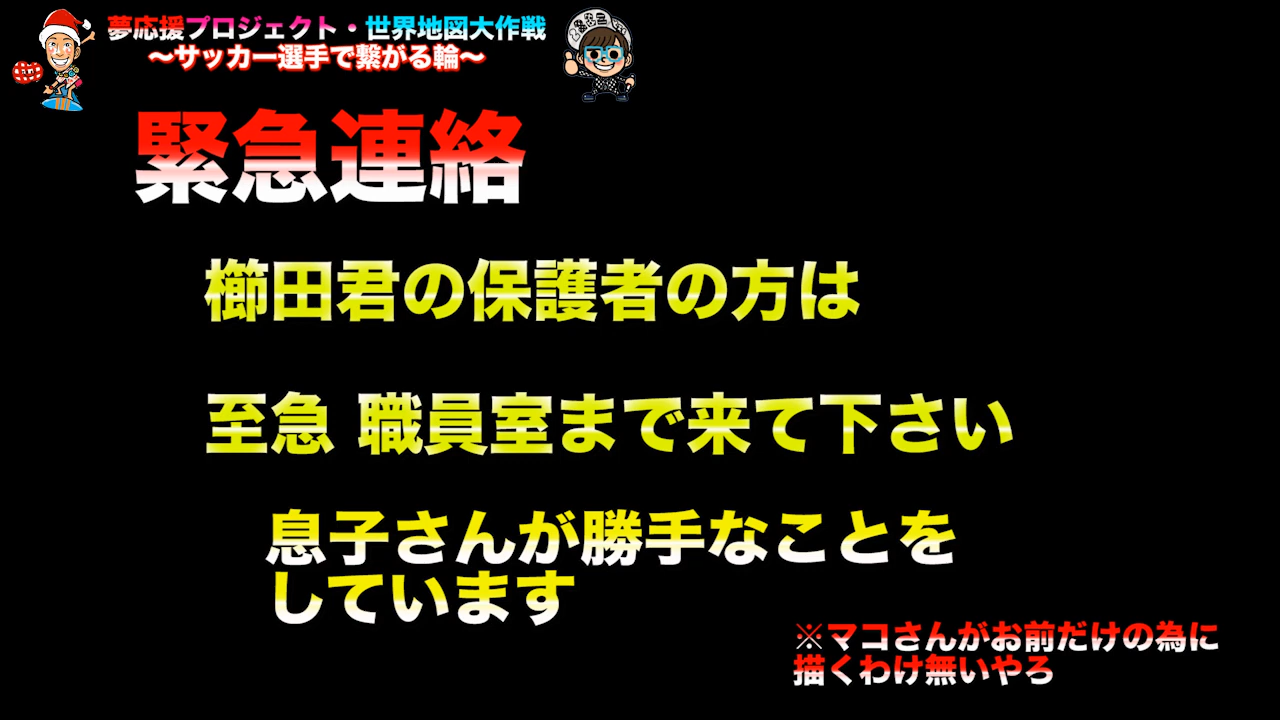 夢応援プロジェクト・世界地図大作戦
〜サッカー選手で繋がる輪〜
緊急連絡
櫛田君の保護者の方は
至急 職員室まで来て下さい
息子さんが勝手なことを
しています
※マコさんがお前だけの為に
描くわけ無いやろ